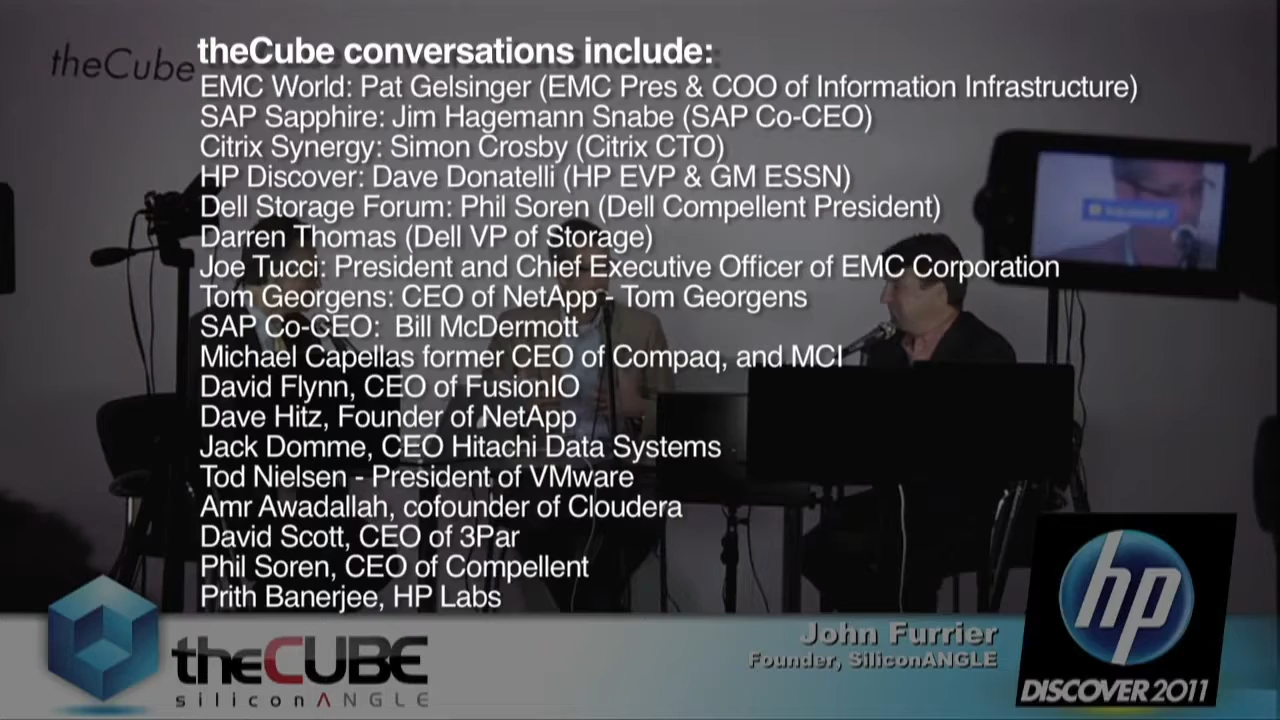 theCube
theCube conversations include:
EMC World: Pat Gelsinger (EMC Pres & COO of Information Infrastructure)
SAP Sapphire: Jim Hagemann Snabe (SAP Co-CEO)
Citrix Synergy: Simon Crosby (Citrix CTO)
HP Discover: Dave Donatelli (HP EVP & GM ESSN)
Dell Storage Forum: Phil Soren (Dell Compellent President)
Darren Thomas (Dell VP of Storage)
Joe Tucci: President and Chief Executive Officer of EMC Corporation
Tom Georgens: CEO of NetApp - Tom Georgens
SAP Co-CEO:  Bill McDermott
Michael Capellas former CEO of Compaq, and MCI
David Flynn, CEO of FusionIO
Dave Hitz, Founder of NetApp
Jack Domme, CEO Hitachi Data Systems
Tod Nielsen - President of VMware
Amr Awadallah, cofounder of Cloudera
David Scott, CEO of 3Par
Phil Soren, CEO of Compellent
Prith Banerjee, HP Labs
theCUBE
siliconANGLE
John Furrier
Founder, SiliconANGLE
hp
DISCOVER 2011